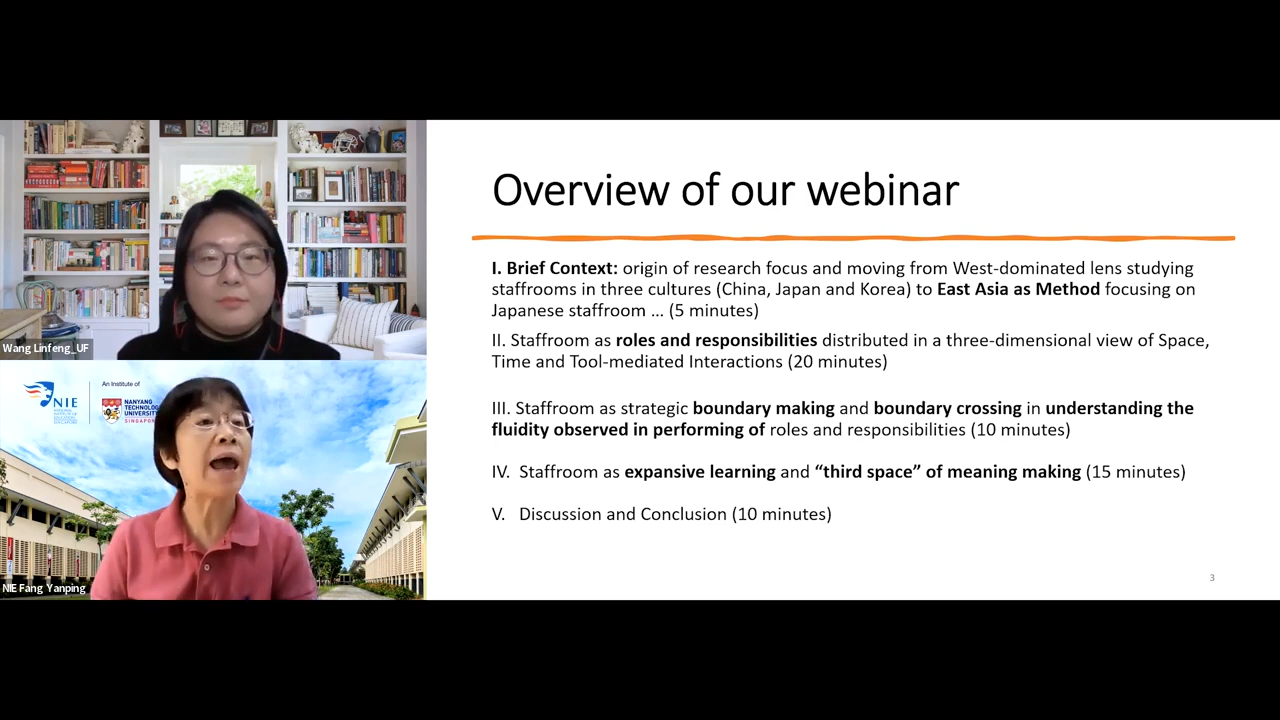 Wang Linfeng_UF
NIE
An Institute of
NANYANG
TECHNOLOGICAL
UNIVERSITY
SINGAPORE
NIE Fang Yanping
Overview of our webinar
I. Brief Context: origin of research focus and moving from West-dominated lens studying
staffrooms in three cultures (China, Japan and Korea) to East Asia as Method focusing on
Japanese staffroom … (5 minutes)
II. Staffroom as roles and responsibilities distributed in a three-dimensional view of Space,
Time and Tool-mediated Interactions (20 minutes)
III. Staffroom as strategic boundary making and boundary crossing in understanding the
fluidity observed in performing of roles and responsibilities (10 minutes)
IV. Staffroom as expansive learning and “third space” of meaning making (15 minutes)
V. Discussion and Conclusion (10 minutes)
3